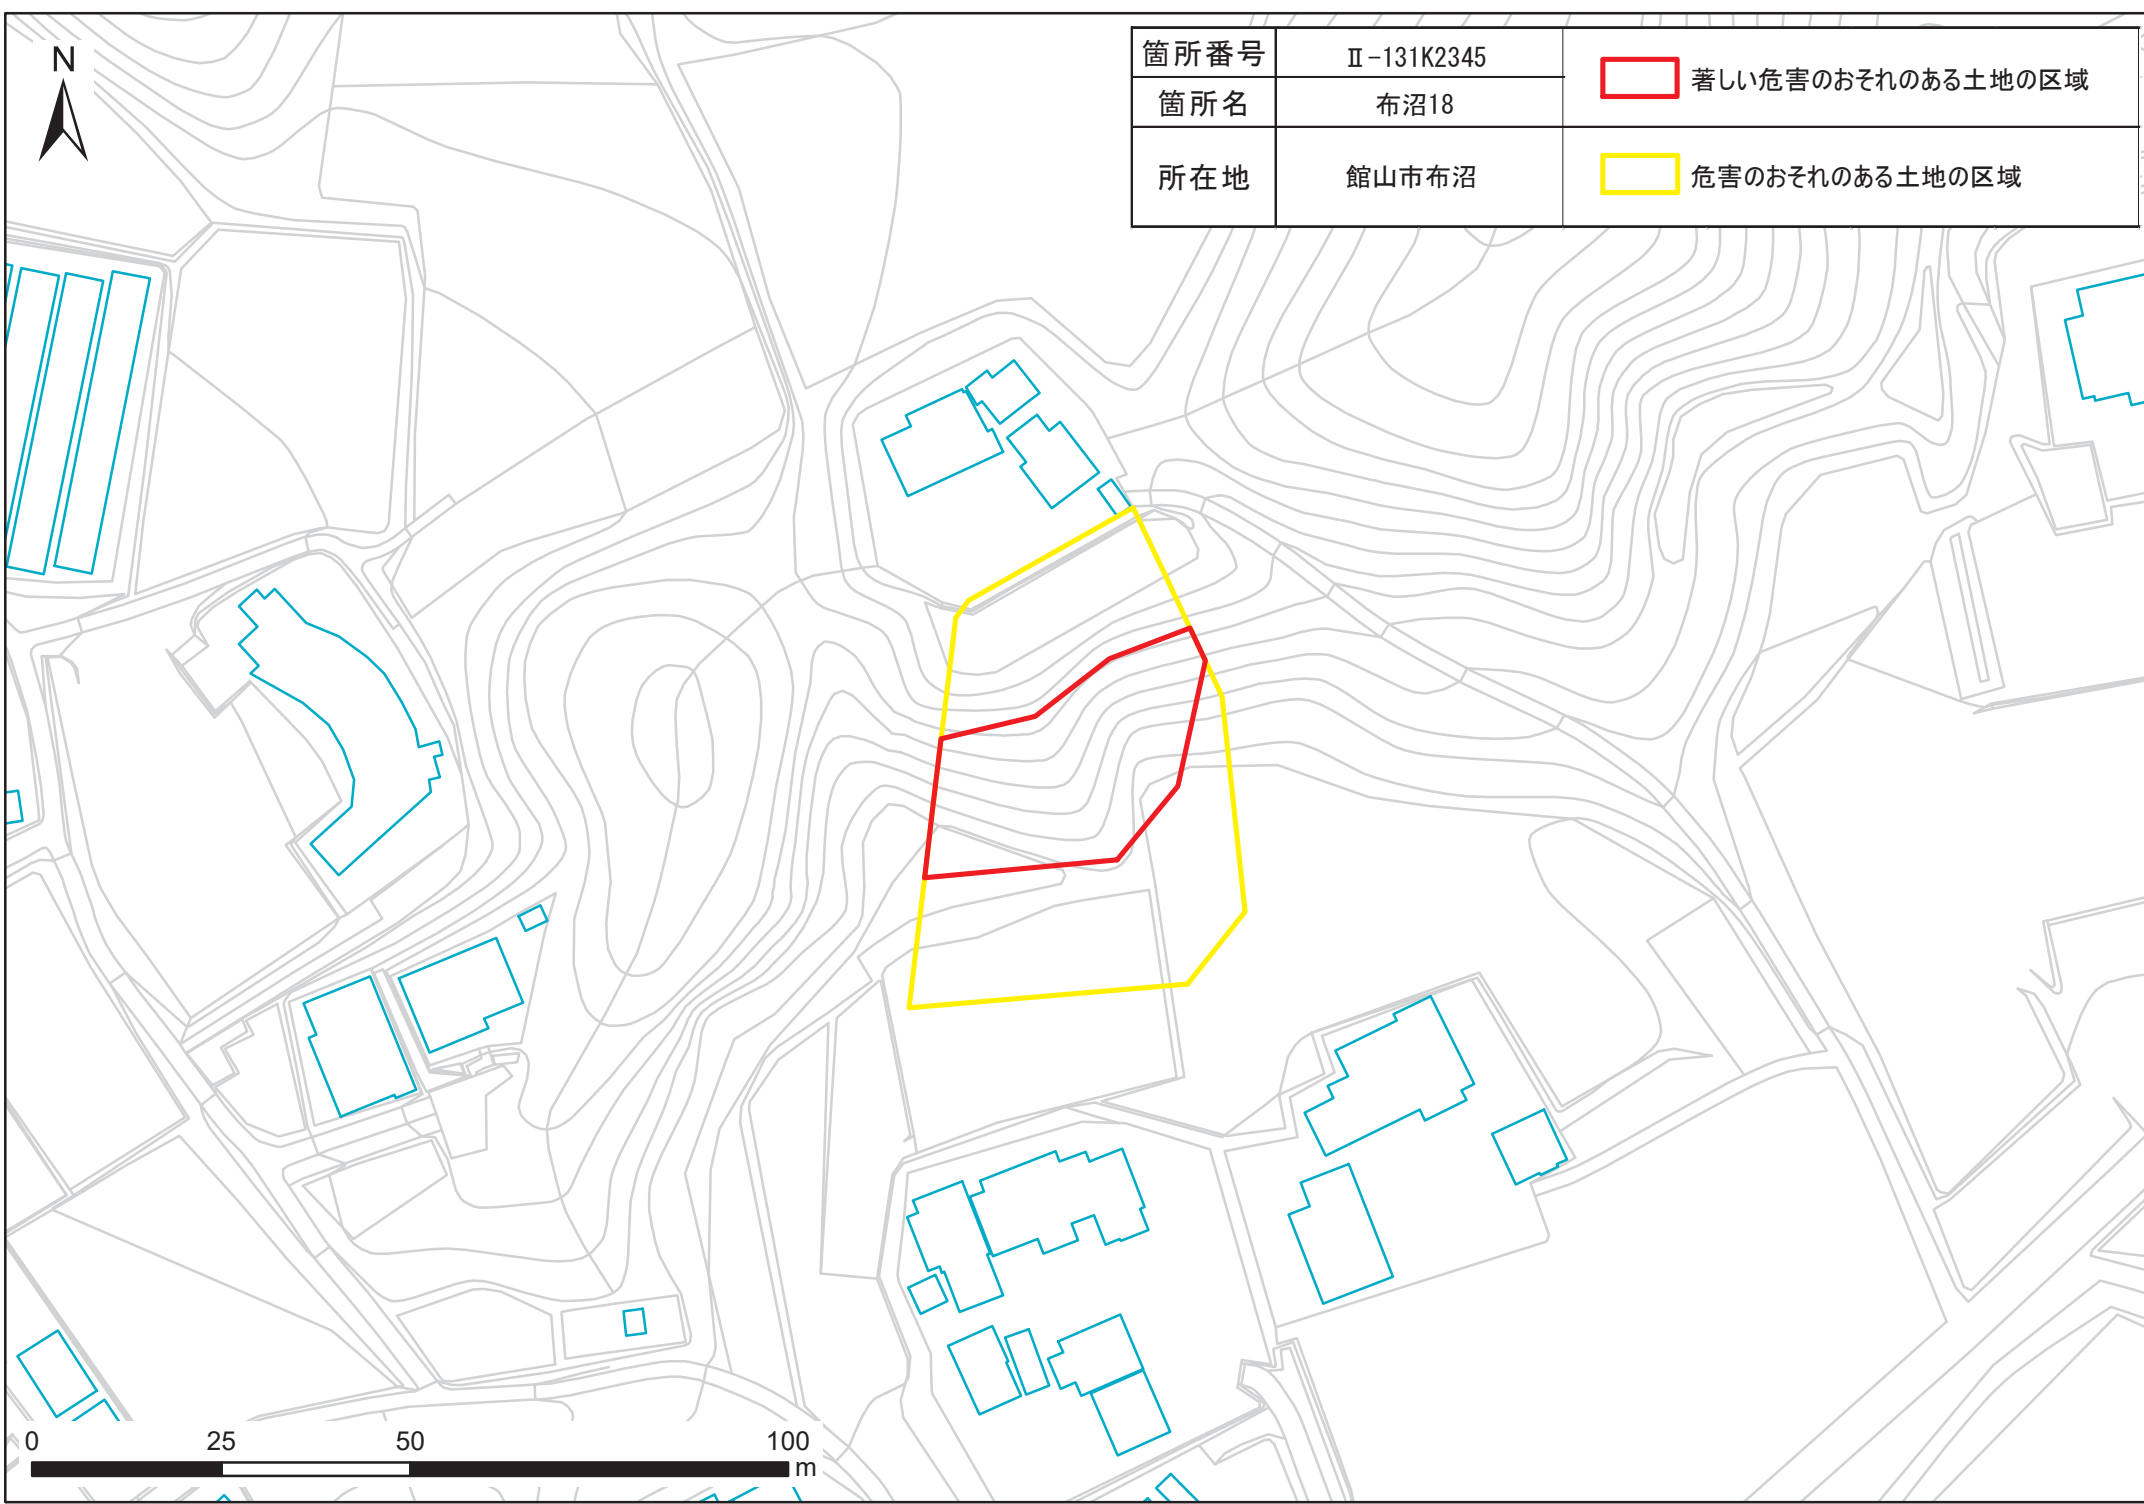 N
箇所番号 Ⅱ-131K2345
箇所名 布沼18
所在地 館山市布沼
著しい危害のおそれのある土地の区域
危害のおそれのある土地の区域
0 25 50 100
m